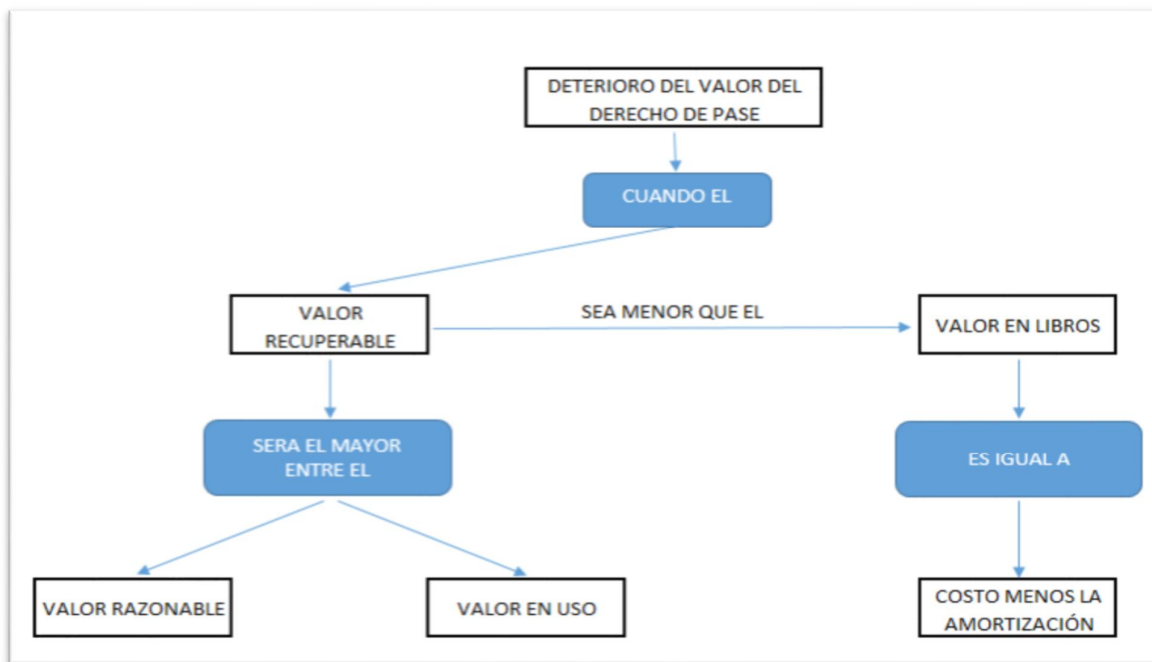 DETERIORO DEL VALOR DEL
DERECHO DE PASE
CUANDO EL
VALOR
RECUPERABLE
SEA MENOR QUE EL
VALOR EN LIBROS
SERA EL MAYOR
ENTRE EL
ES IGUAL A
VALOR RAZONABLE
VALOR EN USO
COSTO MENOS LA
AMORTIZACIÓN